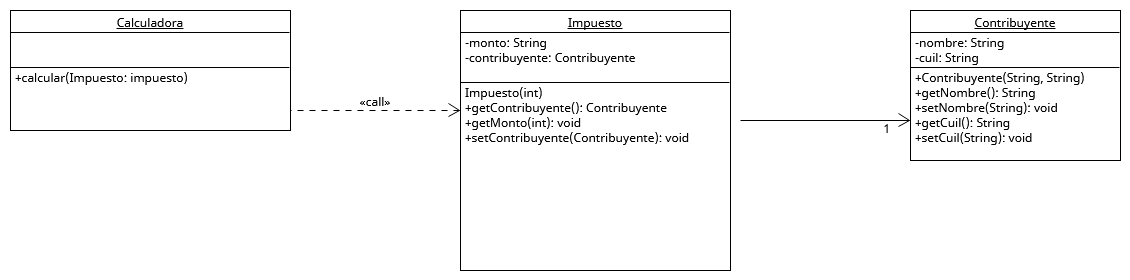 Calculadora
+calcular(Impuesto: impuesto)
«call»
Impuesto
-monto: String
-contribuyente: Contribuyente
Impuesto(int)
+getContribuyente(): Contribuyente
+getMonto(int): void
+setContribuyente(Contribuyente): void
1
Contribuyente
-nombre: String
-cuil: String
+Contribuyente(String, String)
+getNombre(): String
+setNombre(String): void
+getCuil(): String
+setCuil(String): void